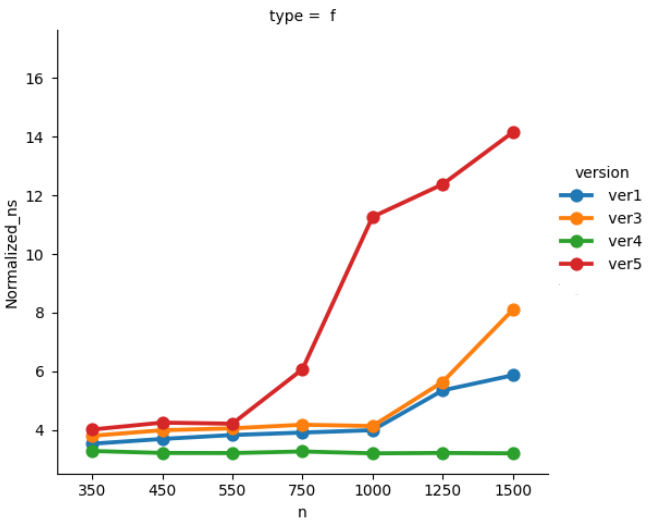 type = f
16
14
12
10
8
6
4
Normalized_ns
350 450 550 750 1000 1250 1500
n
version
ver1
ver3
ver4
ver5